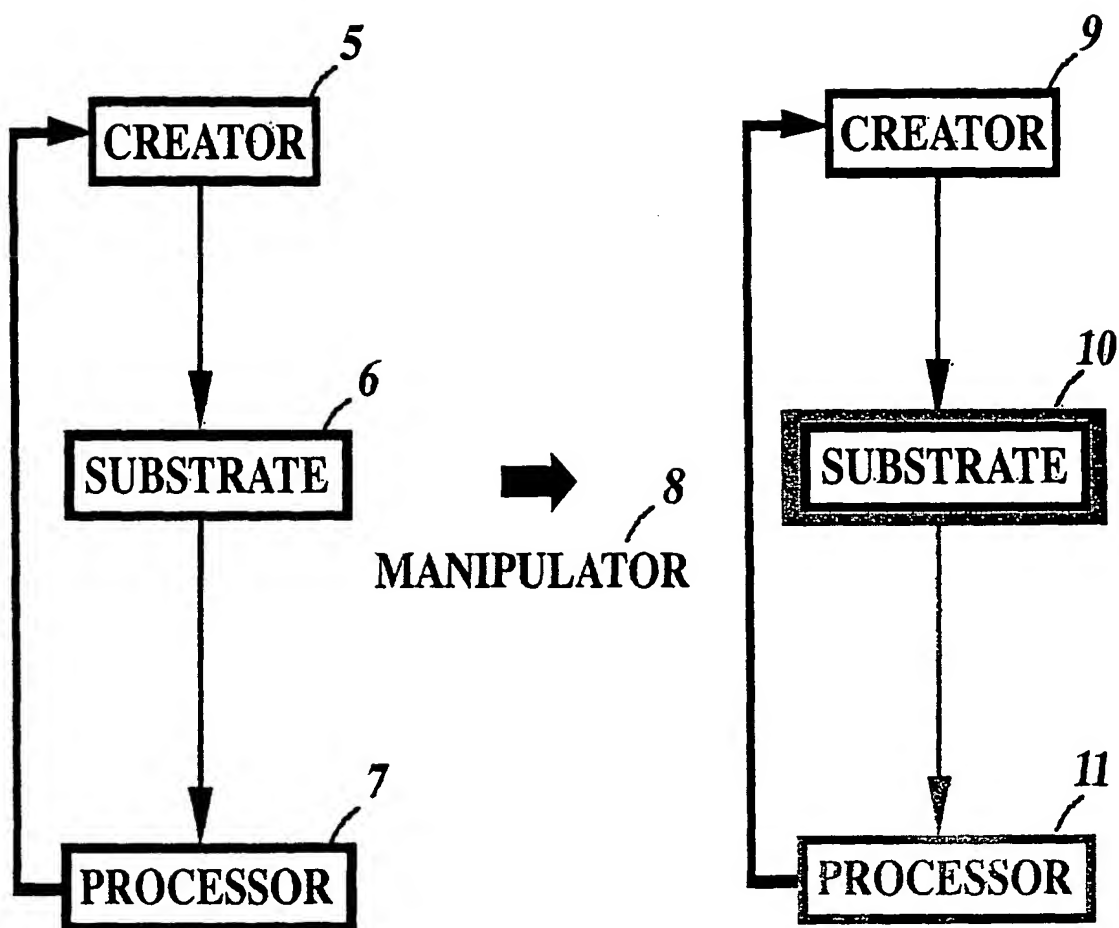 5
CREATOR
6
SUBSTRATE
7
PROCESSOR
8
MANIPULATOR
9
CREATOR
10
SUBSTRATE
11
PROCESSOR